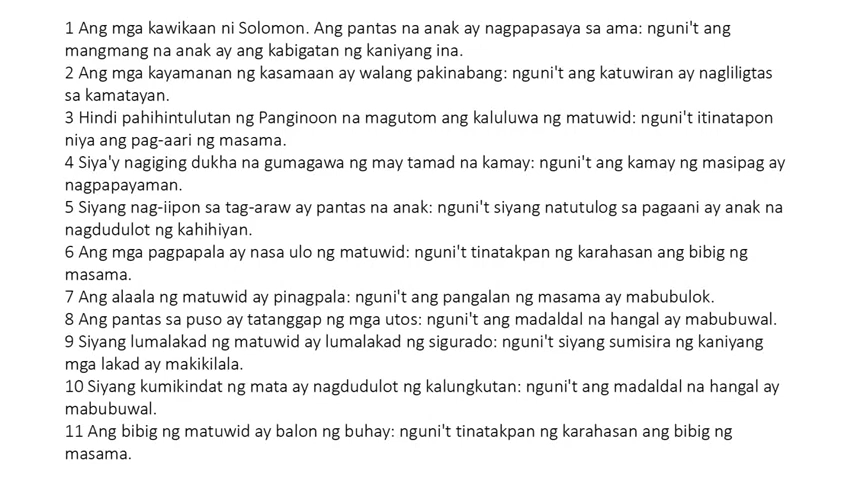 1 Ang mga kawikaan ni Solomon. Ang pantas na anak ay nagpapasaya sa ama: nguni't ang
mangmang na anak ay ang kabigatan ng kaniyang ina.
2 Ang mga kayamanan ng kasamaan ay walang pakinabang: nguni't ang katuwiran ay nagliligtas
sa kamatayan.
3 Hindi pahihintulutan ng Panginoon na magutom ang kaluluwa ng matuwid: nguni't itinatapon
niya ang pag-aari ng masama.
4 Siya'y nagiging dukha na gumagawa ng may tamad na kamay: nguni't ang kamay ng masipag ay
nagpapayaman.
5 Siyang nag-iipon sa tag-araw ay pantas na anak: nguni't siyang natutulog sa pagaani ay anak na
nagdudulot ng kahihiyan.
6 Ang mga pagpapala ay nasa ulo ng matuwid: nguni't tinatakpan ng karahasan ang bibig ng
masama.
7 Ang alaala ng matuwid ay pinagpala: nguni't ang pangalan ng masama ay mabubulok.
8 Ang pantas sa puso ay tatanggap ng mga utos: nguni't ang madaldal na hangal ay mabubuwal.
9 Siyang lumalakad ng matuwid ay lumalakad ng sigurado: nguni't siyang sumisira ng kaniyang
mga lakad ay makikilala.
10 Siyang kumikindat ng mata ay nagdudulot ng kalungkutan: nguni't ang madaldal na hangal ay
mabubuwal.
11 Ang bibig ng matuwid ay balon ng buhay: nguni't tinatakpan ng karahasan ang bibig ng
masama.